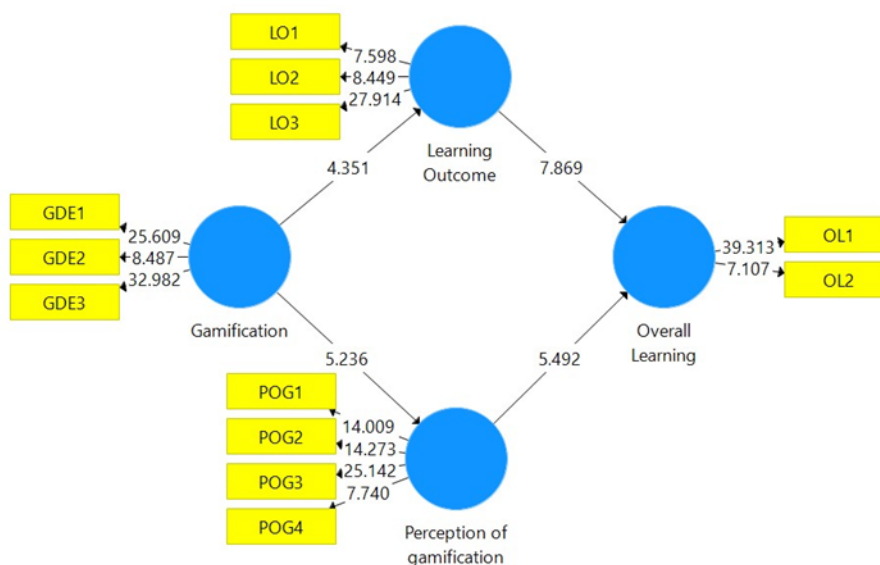 LO1
LO2
LO3
7.598
8.449
27.914
Learning
Outcome
4.351
7.869
GDE1
GDE2
GDE3
25.609
8.487
32.982
Gamification
OL1
OL2
39.313
7.107
Overall
Learning
5.236
5.492
POG1
POG2
POG3
POG4
14.009
14.273
25.142
7.740
Perception of
gamification